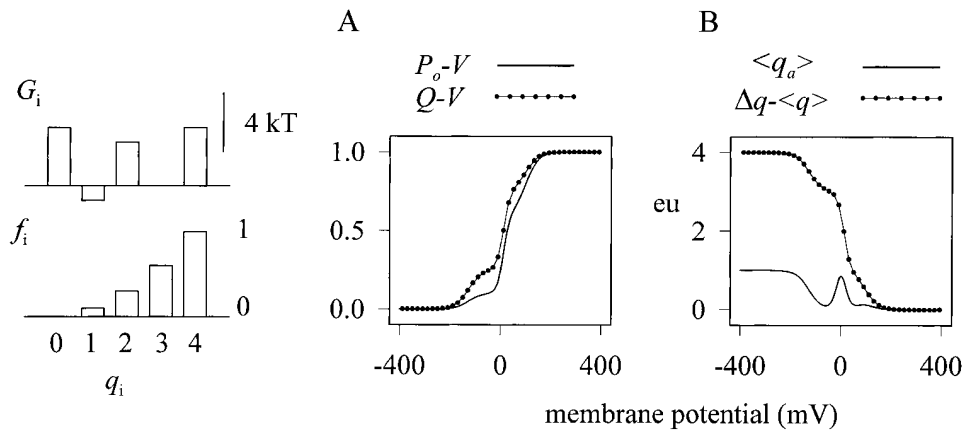 A
B
P_o-V
Q-V
<q_a>
Δq-<q>
G_i
4 kT
f_i
1
0
0 1 2 3 4
q_i
1.0
0.5
0.0
-400 0 400
eu
4
2
0
-400 0 400
membrane potential (mV)